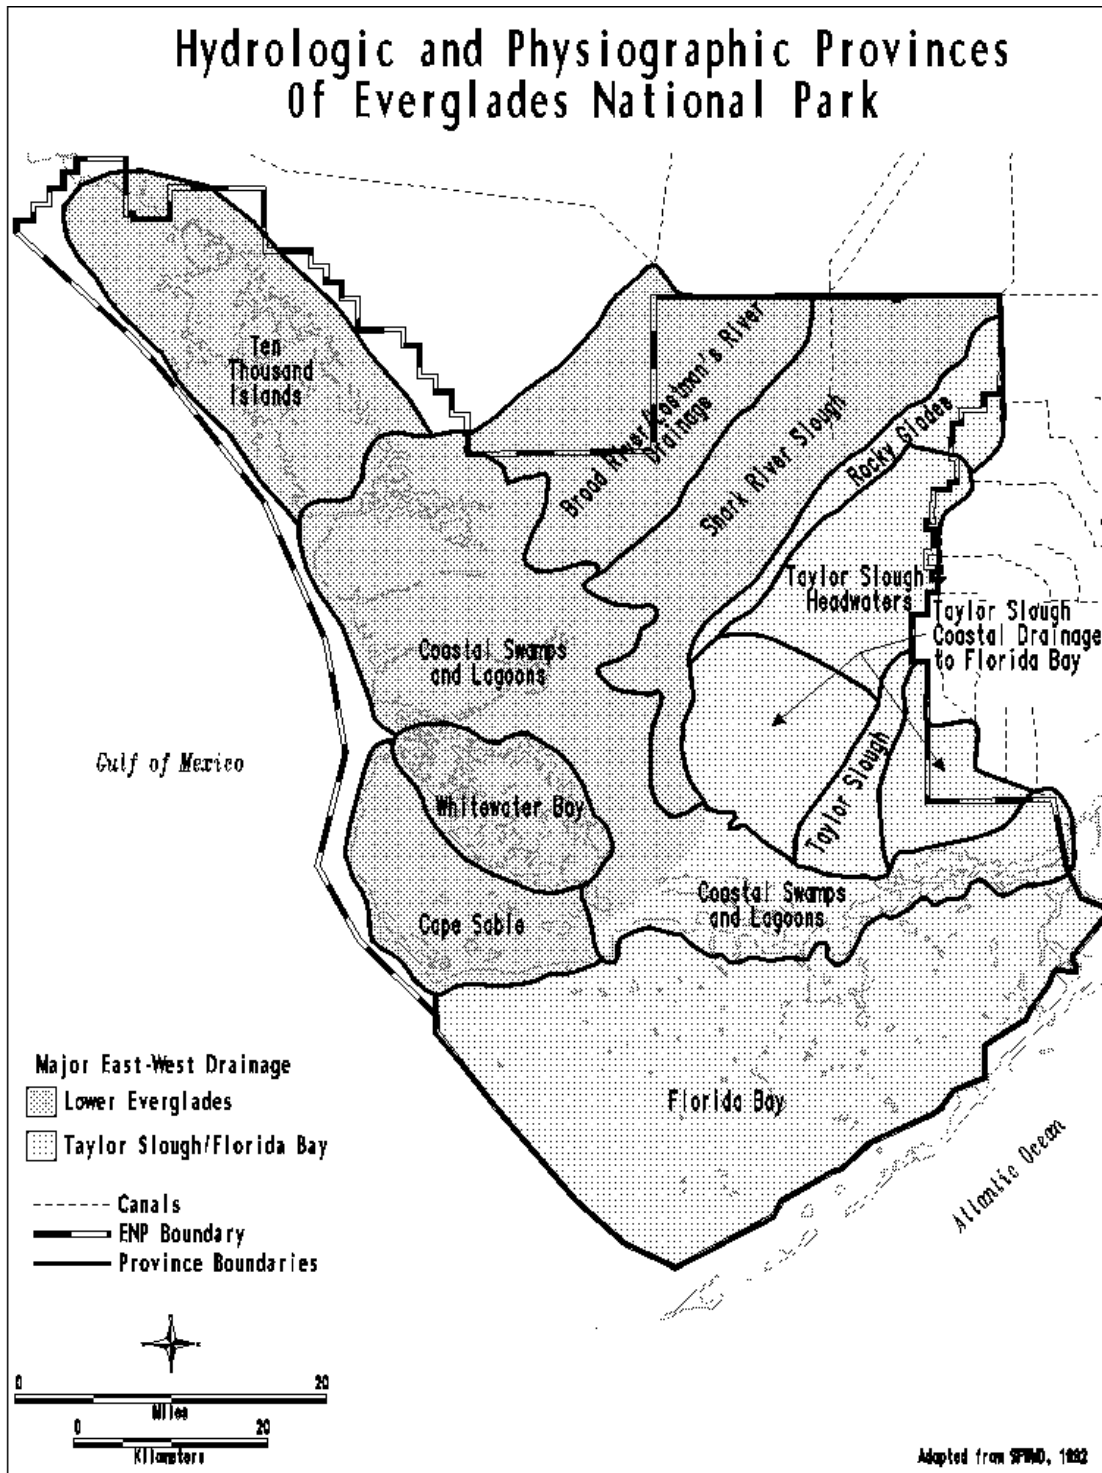 Hydrologic and Physiographic Provinces
Of Everglades National Park
Ten
Thousand
Islands
Broad River/Lostman's River
Drainage
Shark River Slough
Rocky Glades
Taylor Slough
Headwaters
Taylor Slough
Coastal Drainage
to Florida Bay
Coastal Swamps
and Lagoons
Gulf of Mexico
Whitewater Bay
Taylor Slough
Cape Sable
Coastal Swamps
and Lagoons
Florida Bay
Atlantic Ocean
Major East-West Drainage
Lower Everglades
Taylor Slough/Florida Bay
Canals
ENP Boundary
Province Boundaries
0 20
Miles
0 20
Kilometers
Adapted from SFWMD, 1992